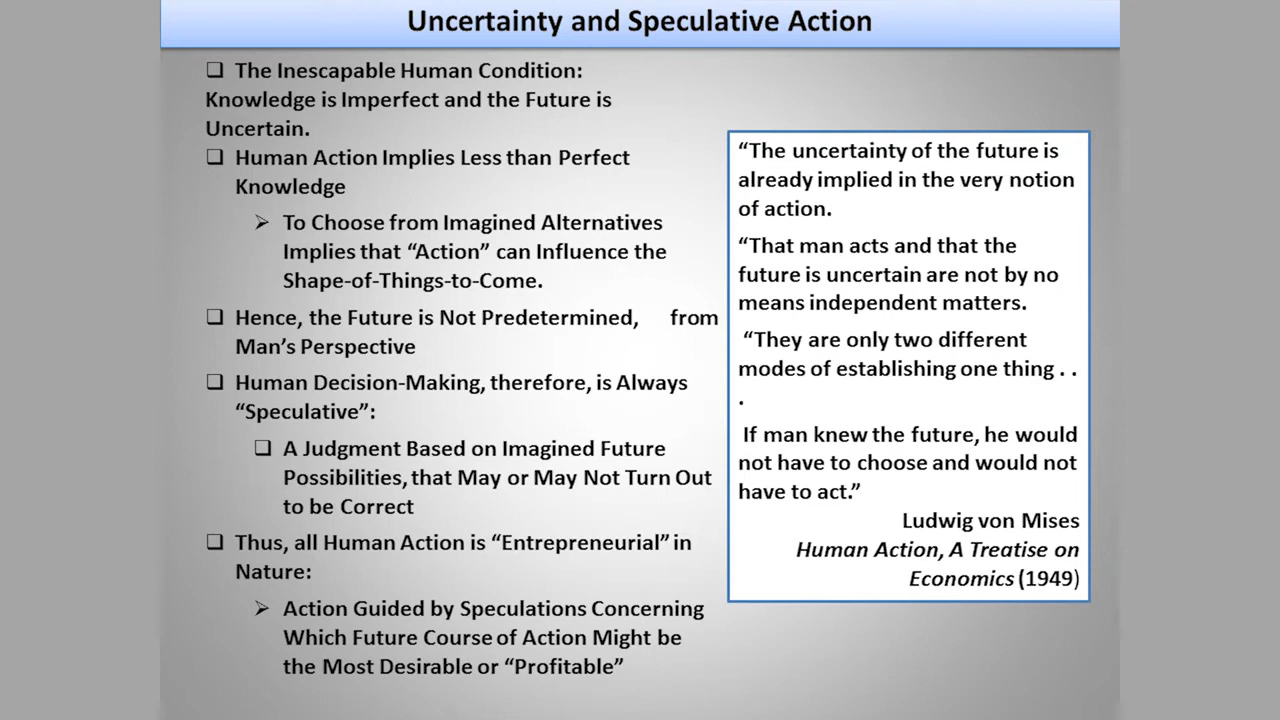 Uncertainty and Speculative Action
❑ The Inescapable Human Condition:
Knowledge is Imperfect and the Future is
Uncertain.
❑ Human Action Implies Less than Perfect
Knowledge
➢ To Choose from Imagined Alternatives
Implies that “Action” can Influence the
Shape-of-Things-to-Come.
❑ Hence, the Future is Not Predetermined, from
Man’s Perspective
❑ Human Decision-Making, therefore, is Always
“Speculative”:
❑ A Judgment Based on Imagined Future
Possibilities, that May or May Not Turn Out
to be Correct
❑ Thus, all Human Action is “Entrepreneurial” in
Nature:
➢ Action Guided by Speculations Concerning
Which Future Course of Action Might be
the Most Desirable or “Profitable”
“The uncertainty of the future is
already implied in the very notion
of action.
“That man acts and that the
future is uncertain are not by no
means independent matters.
“They are only two different
modes of establishing one thing . .
.
If man knew the future, he would
not have to choose and would not
have to act.”
Ludwig von Mises
Human Action, A Treatise on
Economics (1949)